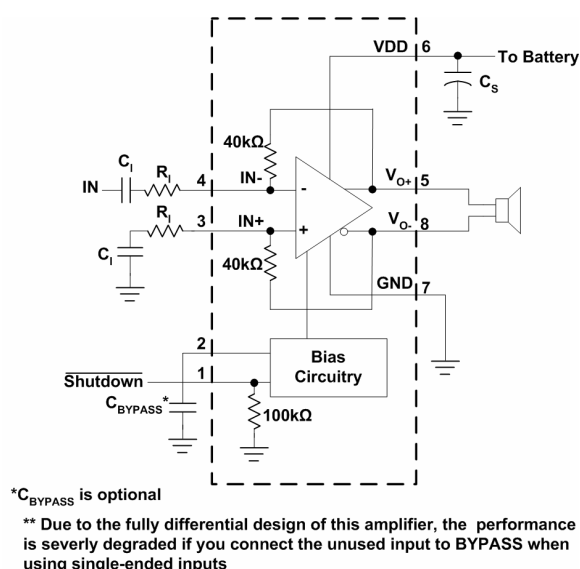 VDD 6
To Battery
C_S
40kΩ
C_I
R_I
IN
4
IN-
-
V_O+ 5
R_I
3
IN+
+
V_O- 8
C_I
40kΩ
GND 7
2
Bias
Circuitry
Shutdown
1
C_BYPASS*
100kΩ
*C_BYPASS is optional
** Due to the fully differential design of this amplifier, the performance
is severly degraded if you connect the unused input to BYPASS when
using single-ended inputs